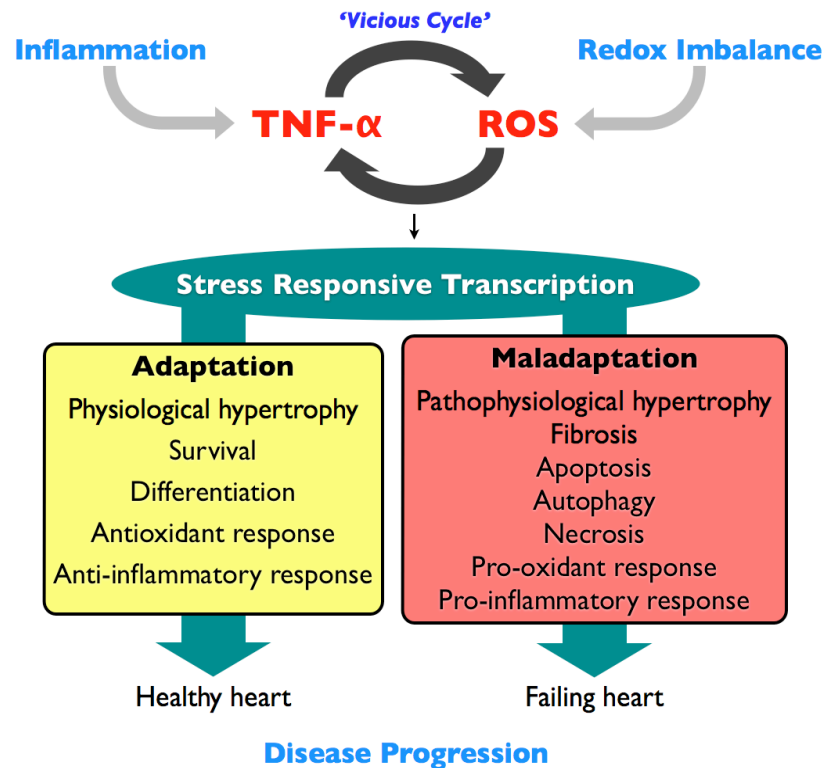 ‘Vicious Cycle’
Inflammation
Redox Imbalance
TNF-α
ROS
Stress Responsive Transcription
Adaptation
Physiological hypertrophy
Survival
Differentiation
Antioxidant response
Anti-inflammatory response
Maladaptation
Pathophysiological hypertrophy
Fibrosis
Apoptosis
Autophagy
Necrosis
Pro-oxidant response
Pro-inflammatory response
Healthy heart
Failing heart
Disease Progression